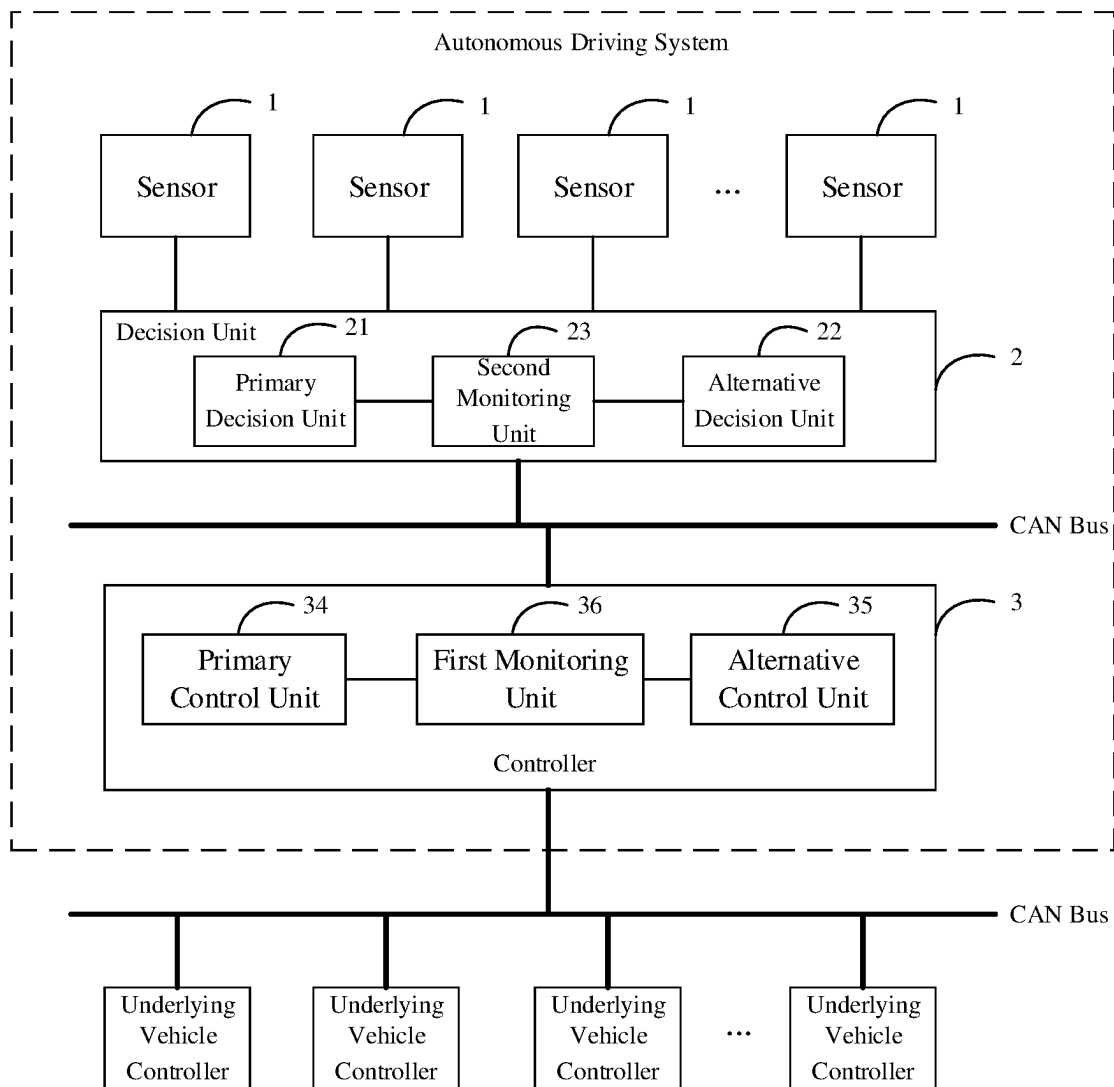 Autonomous Driving System
1
1
1
1
Sensor
Sensor
Sensor
...
Sensor
Decision Unit
21
23
22
2
Primary
Decision Unit
Second
Monitoring
Unit
Alternative
Decision Unit
CAN Bus
34
36
35
3
Primary
Control Unit
First Monitoring
Unit
Alternative
Control Unit
Controller
CAN Bus
Underlying
Vehicle
Controller
Underlying
Vehicle
Controller
Underlying
Vehicle
Controller
...
Underlying
Vehicle
Controller